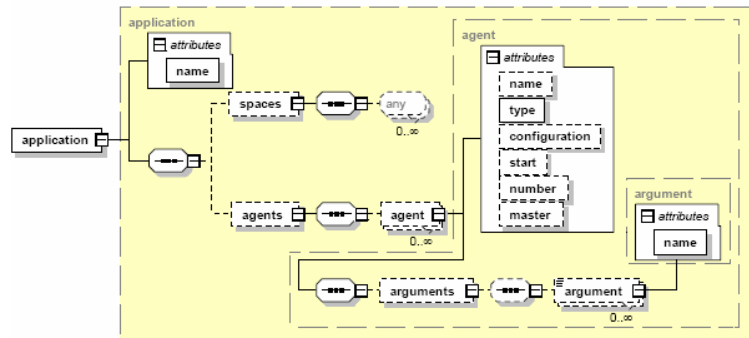 application
agent
attributes
name
attributes
name
spaces
any
type
0..∞
configuration
application
start
number
argument
agents
agent
master
attributes
0..∞
name
arguments
argument
0..∞